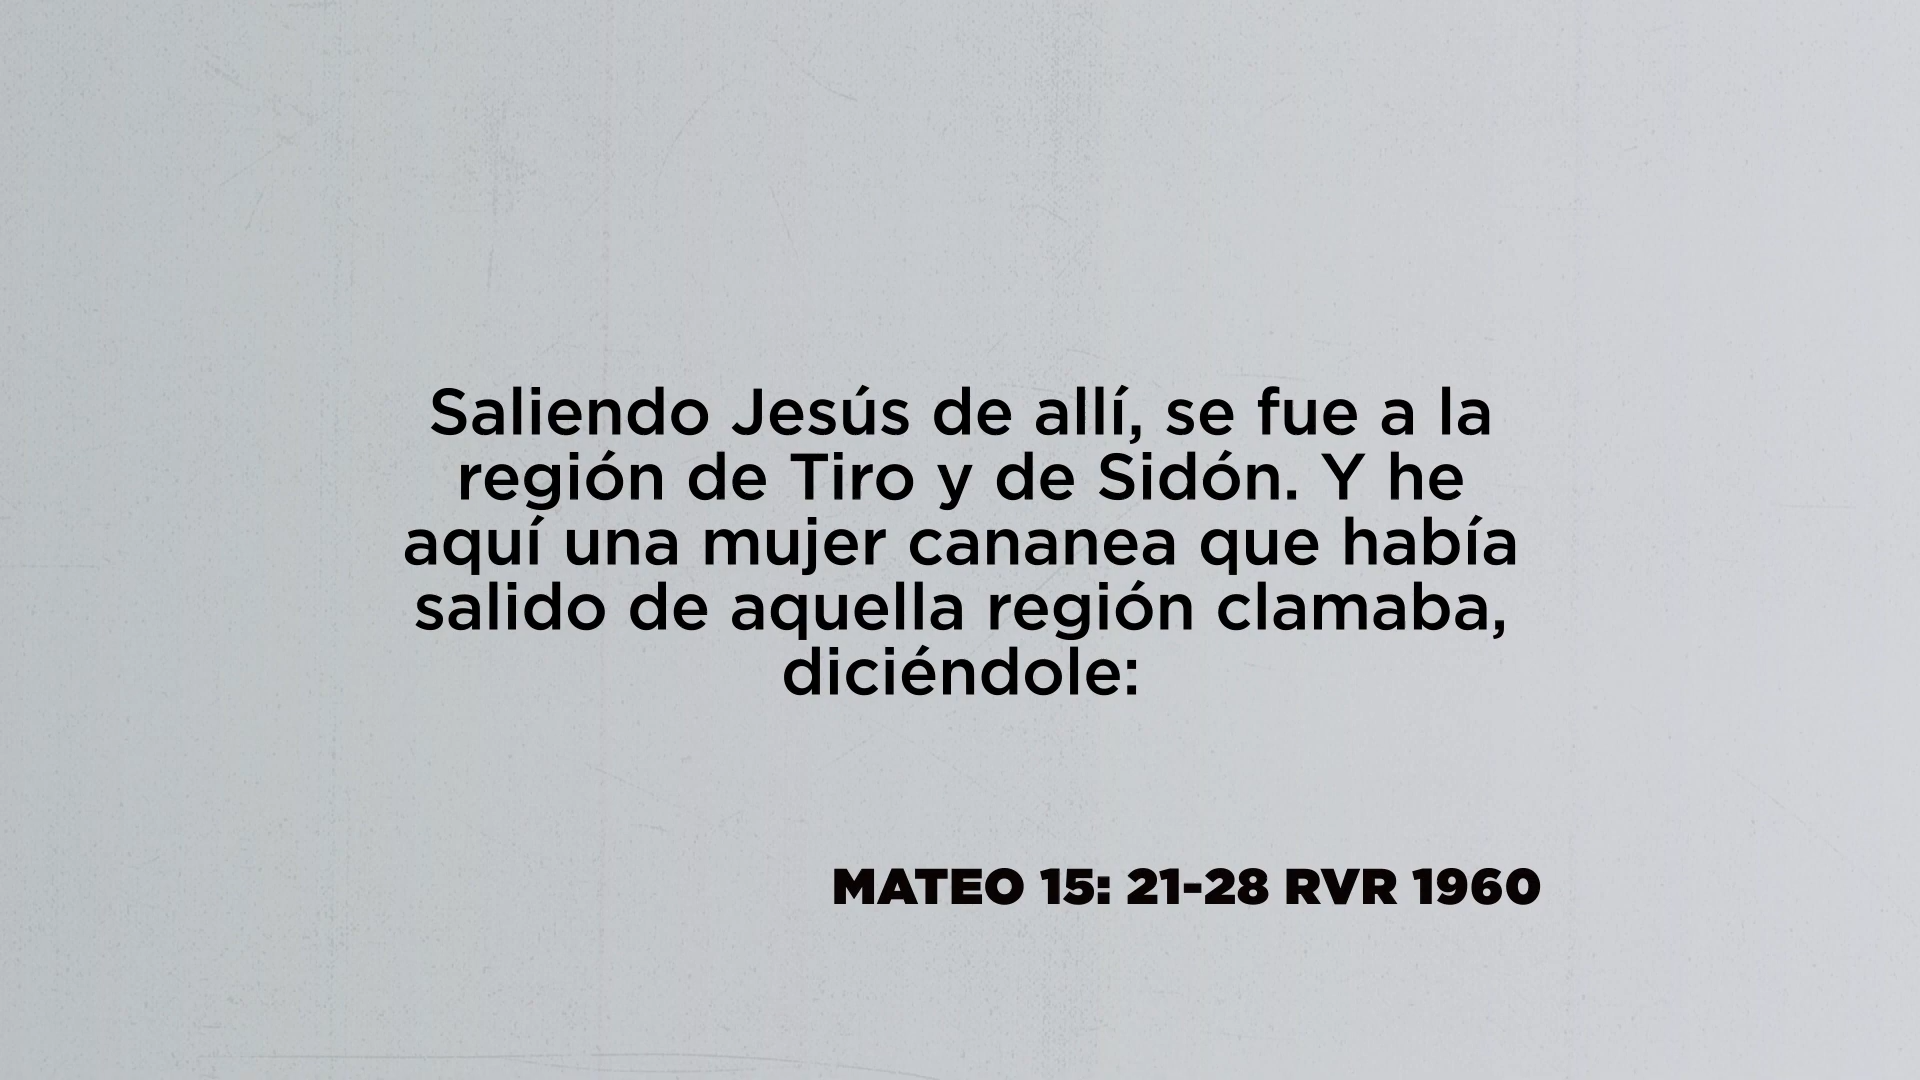 Saliendo Jesús de allí, se fue a la
región de Tiro y de Sidón. Y he
aquí una mujer cananea que había
salido de aquella región clamaba,
diciéndole:
MATEO 15: 21-28 RVR 1960